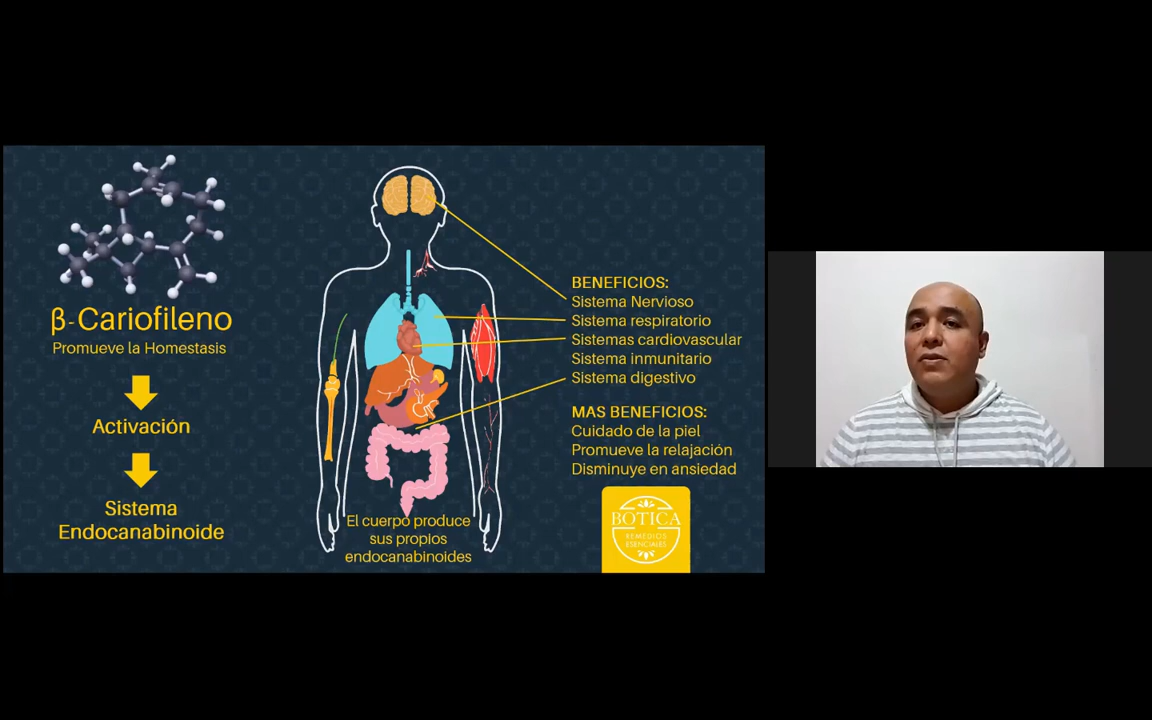 β-Cariofileno
Promueve la Homestasis
Activación
Sistema
Endocanabinoide
El cuerpo produce
sus propios
endocanabinoides
BENEFICIOS:
Sistema Nervioso
Sistema respiratorio
Sistemas cardiovascular
Sistema inmunitario
Sistema digestivo
MAS BENEFICIOS:
Cuidado de la piel
Promueve la relajación
Disminuye en ansiedad
BOTICA
REMEDIOS
ESENCIALES